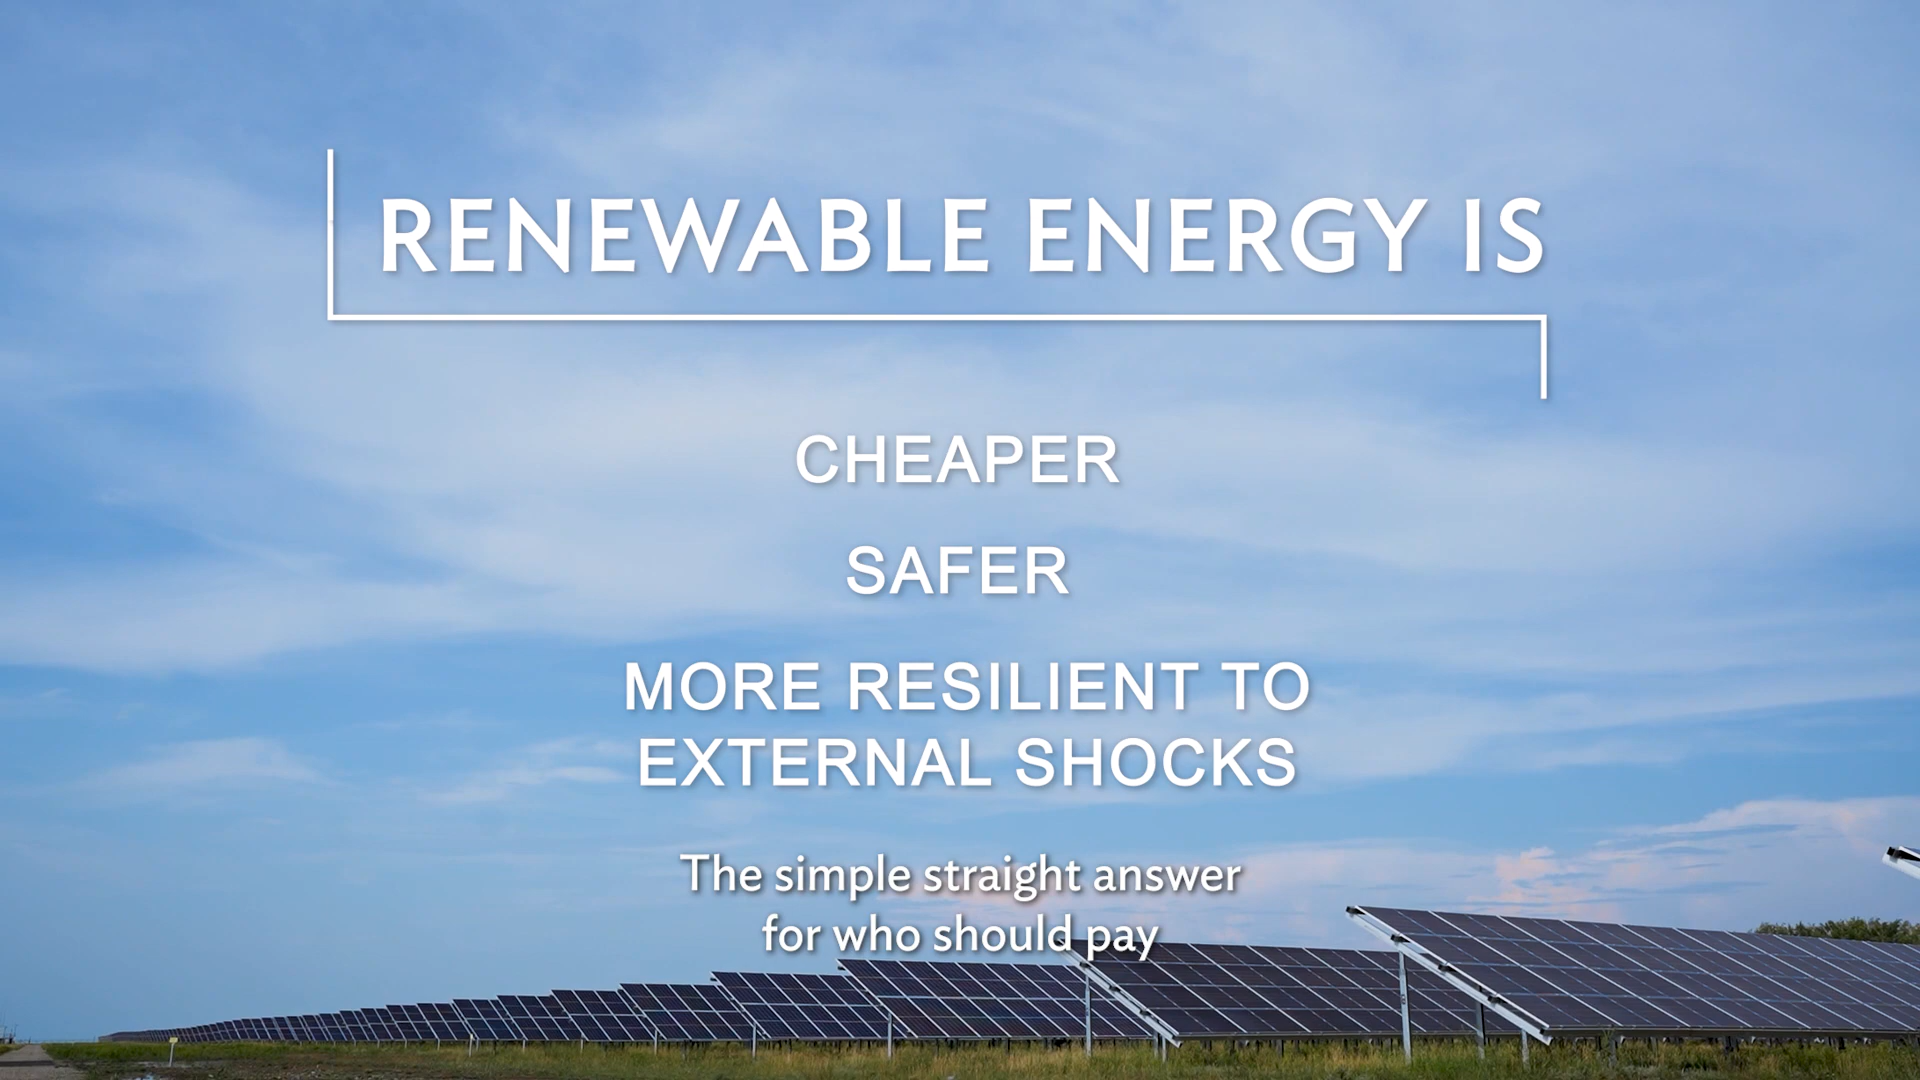 RENEWABLE ENERGY IS
CHEAPER
SAFER
MORE RESILIENT TO
EXTERNAL SHOCKS
The simple straight answer
for who should pay